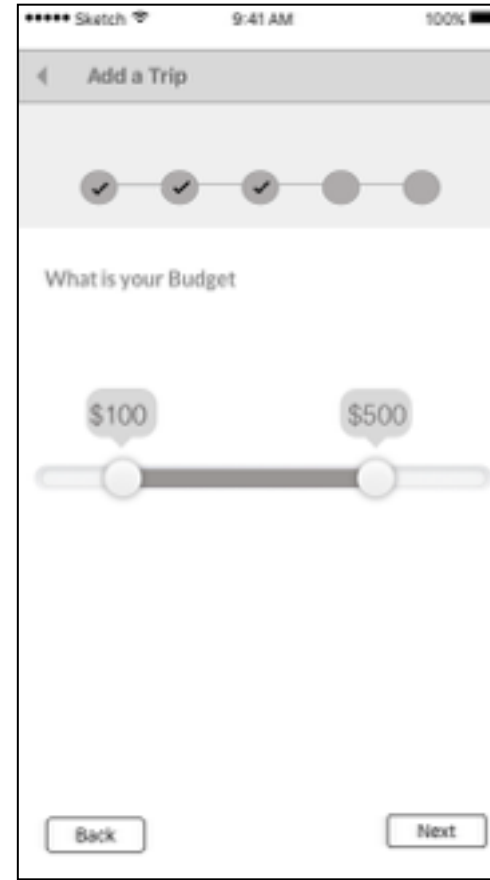 Sketch 9:41 AM 100%
Add a Trip
What is your Budget
$100 $500
Back Next